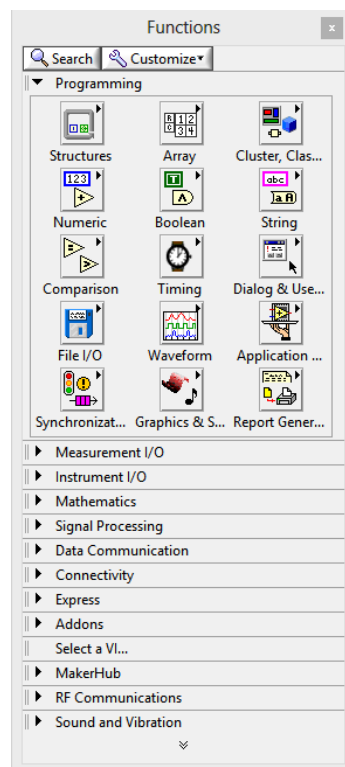 Functions
x
Search Customize
Programming
Structures Array Cluster, Clas...
123
Numeric Boolean String
Comparison Timing Dialog & Use...
File I/O Waveform Application ...
Synchronizat... Graphics & S... Report Gener...
Measurement I/O
Instrument I/O
Mathematics
Signal Processing
Data Communication
Connectivity
Express
Addons
Select a VI...
MakerHub
RF Communications
Sound and Vibration